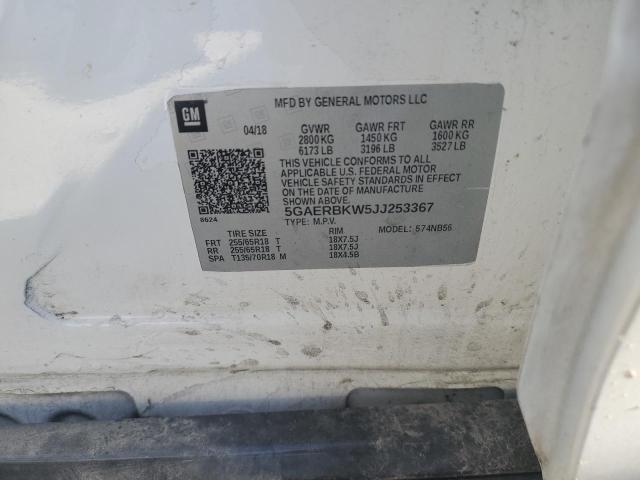 MFD BY GENERAL MOTORS LLC
GM
04/18 GVWR GAWR FRT GAWR RR
2800 KG 1450 KG 1600 KG
6173 LB 3196 LB 3527 LB
THIS VEHICLE CONFORMS TO ALL
APPLICABLE U.S. FEDERAL MOTOR
VEHICLE SAFETY STANDARDS IN EFFECT
ON THE DATE OF MANUFACTURE
SHOWN ABOVE.
5GAERBKW5JJ253367
8624
TYPE: M.P.V. MODEL: 574NB56
TIRE SIZE RIM
FRT 255/65R18 T 18X7.5J
RR 255/65R18 T 18X7.5J
SPA T135/70R18 M 18X4.5B